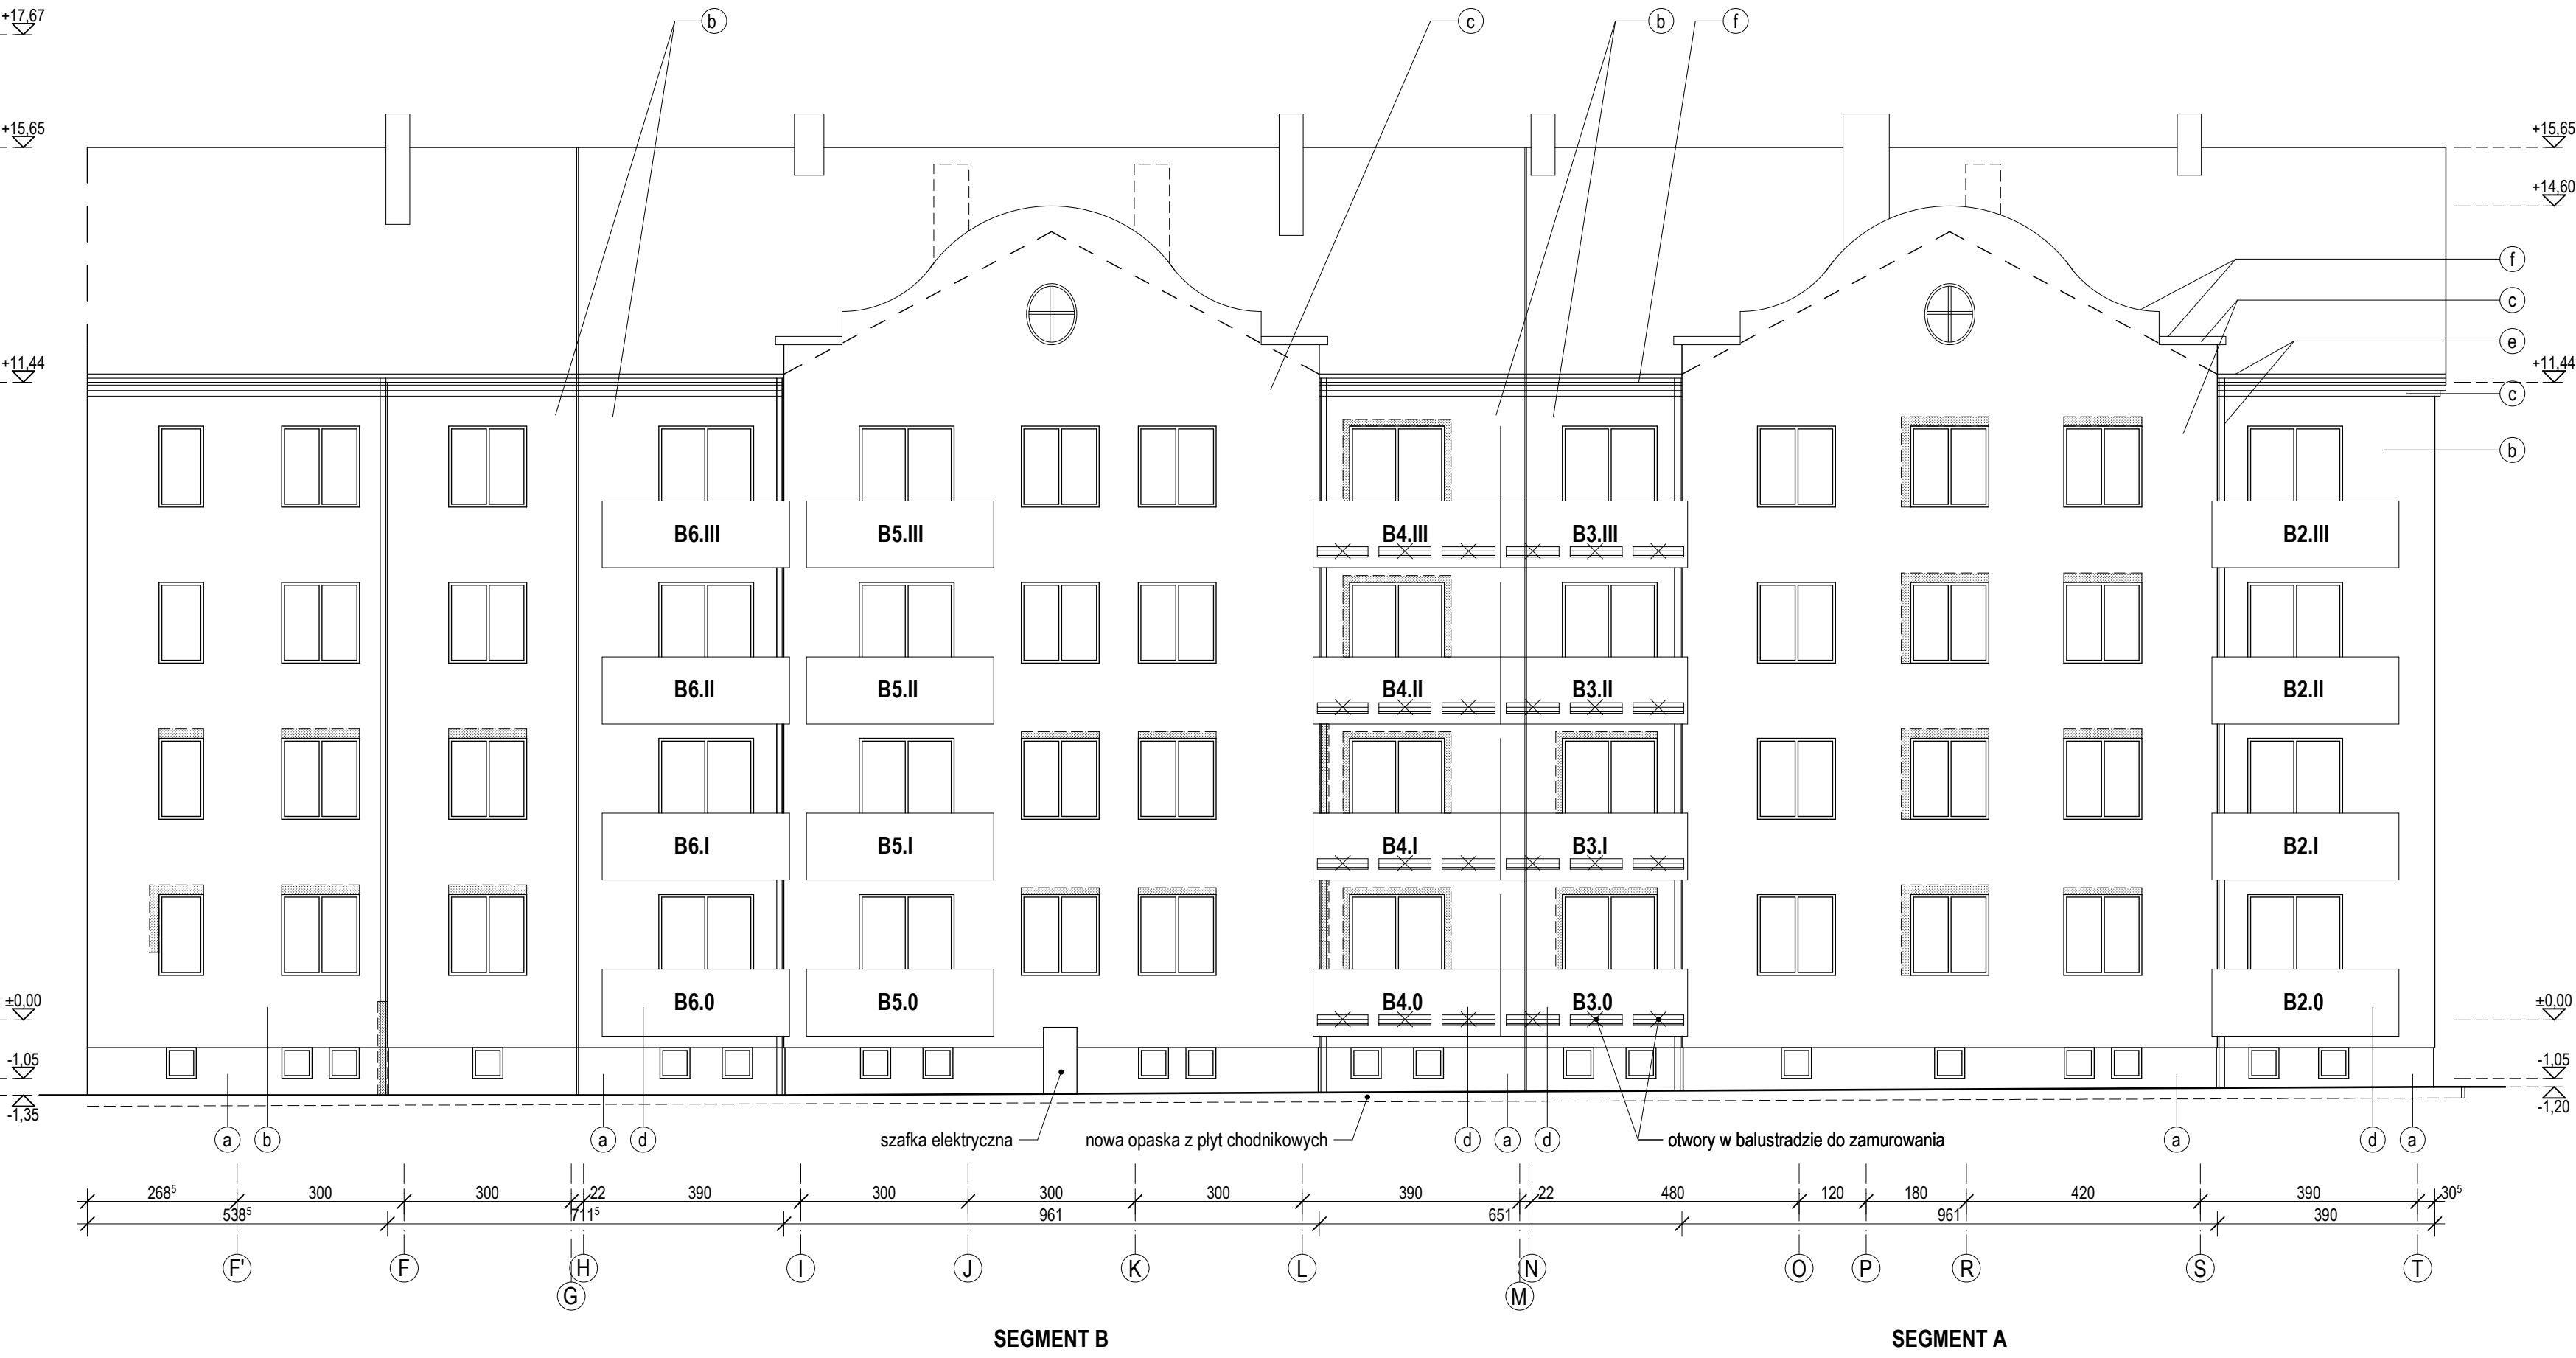 +17,67
b
c
b
f
+15,65
+15,65
+14,60
f
c
e
+11,44
+11,44
c
b
B6.III
B5.III
B4.III
B3.III
B2.III
B6.II
B5.II
B4.II
B3.II
B2.II
B6.I
B5.I
B4.I
B3.I
B2.I
B6.0
B5.0
B4.0
B3.0
B2.0
±0,00
±0,00
-1,05
-1,05
-1,35
-1,20
a
b
a
d
szafka elektryczna
nowa opaska z płyt chodnikowych
d
a
d
otwory w balustradzie do zamurowania
a
d
a
268⁵
300
300
22
390
300
300
300
390
22
480
120
180
420
390
30⁵
538⁵
711⁵
961
651
961
390
F'
F
H
I
J
K
L
N
O
P
R
S
T
G
M
SEGMENT B
SEGMENT A